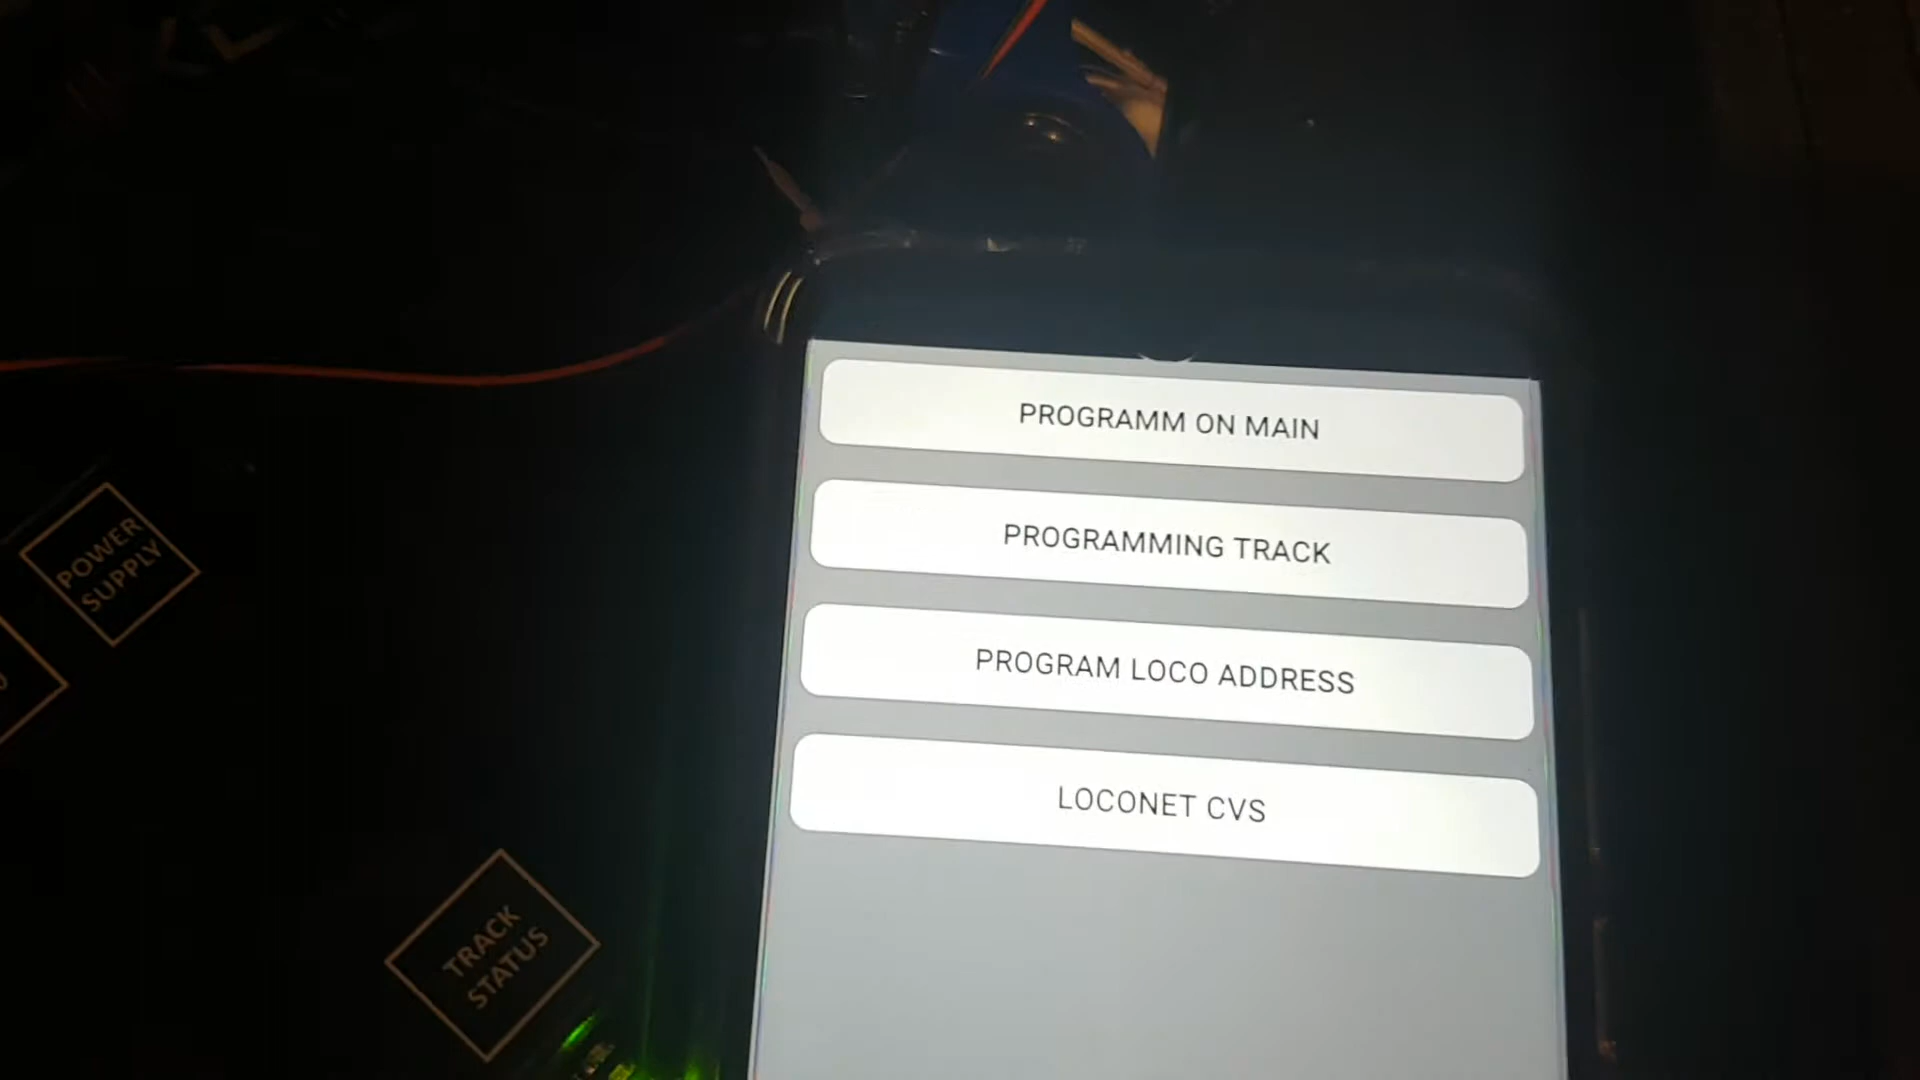 PROGRAMM ON MAIN
PROGRAMMING TRACK
PROGRAM LOCO ADDRESS
LOCONET CVS
POWER
SUPPLY
TRACK
STATUS